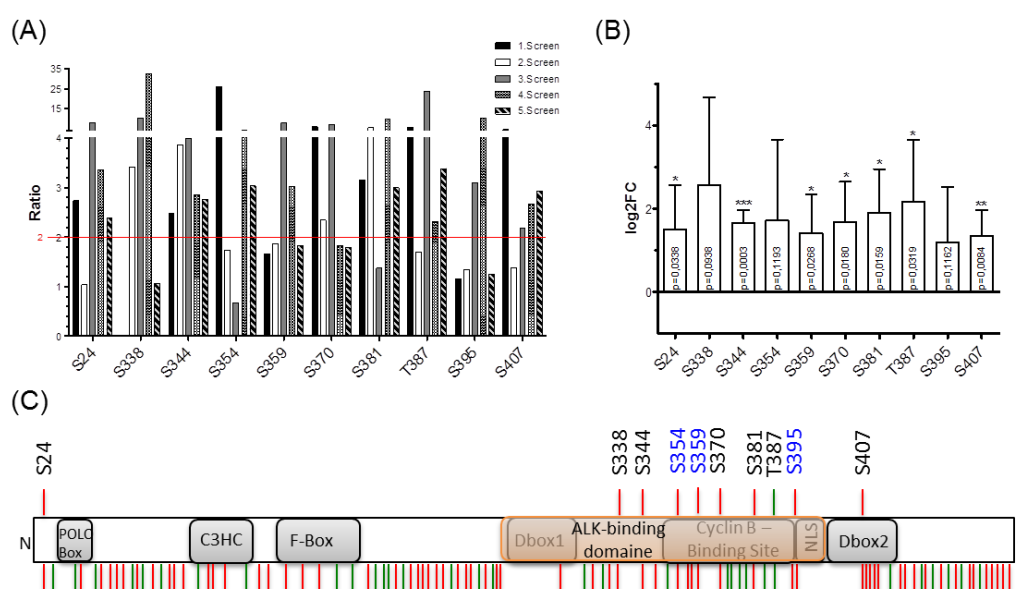 (A)
1.Screen
2.Screen
3.Screen
4.Screen
5.Screen
Ratio
35
25
15
4
3
2
2
1
0
S24 S338 S344 S354 S359 S370 S381 T387 S395 S407
(B)
log2FC
4
2
0
* *** * * * * **
p=0,0338 p=0,0938 p=0,0003 p=0,1193 p=0,0268 p=0,0180 p=0,0159 p=0,0319 p=0,1162 p=0,0084
S24 S338 S344 S354 S359 S370 S381 T387 S395 S407
(C)
S24 S338 S344 S354 S359 S370 S381 T387 S395 S407
N
POLO
Box
C3HC
F-Box
Dbox1
ALK-binding
domaine
Cyclin B –
Binding Site
NLS
Dbox2